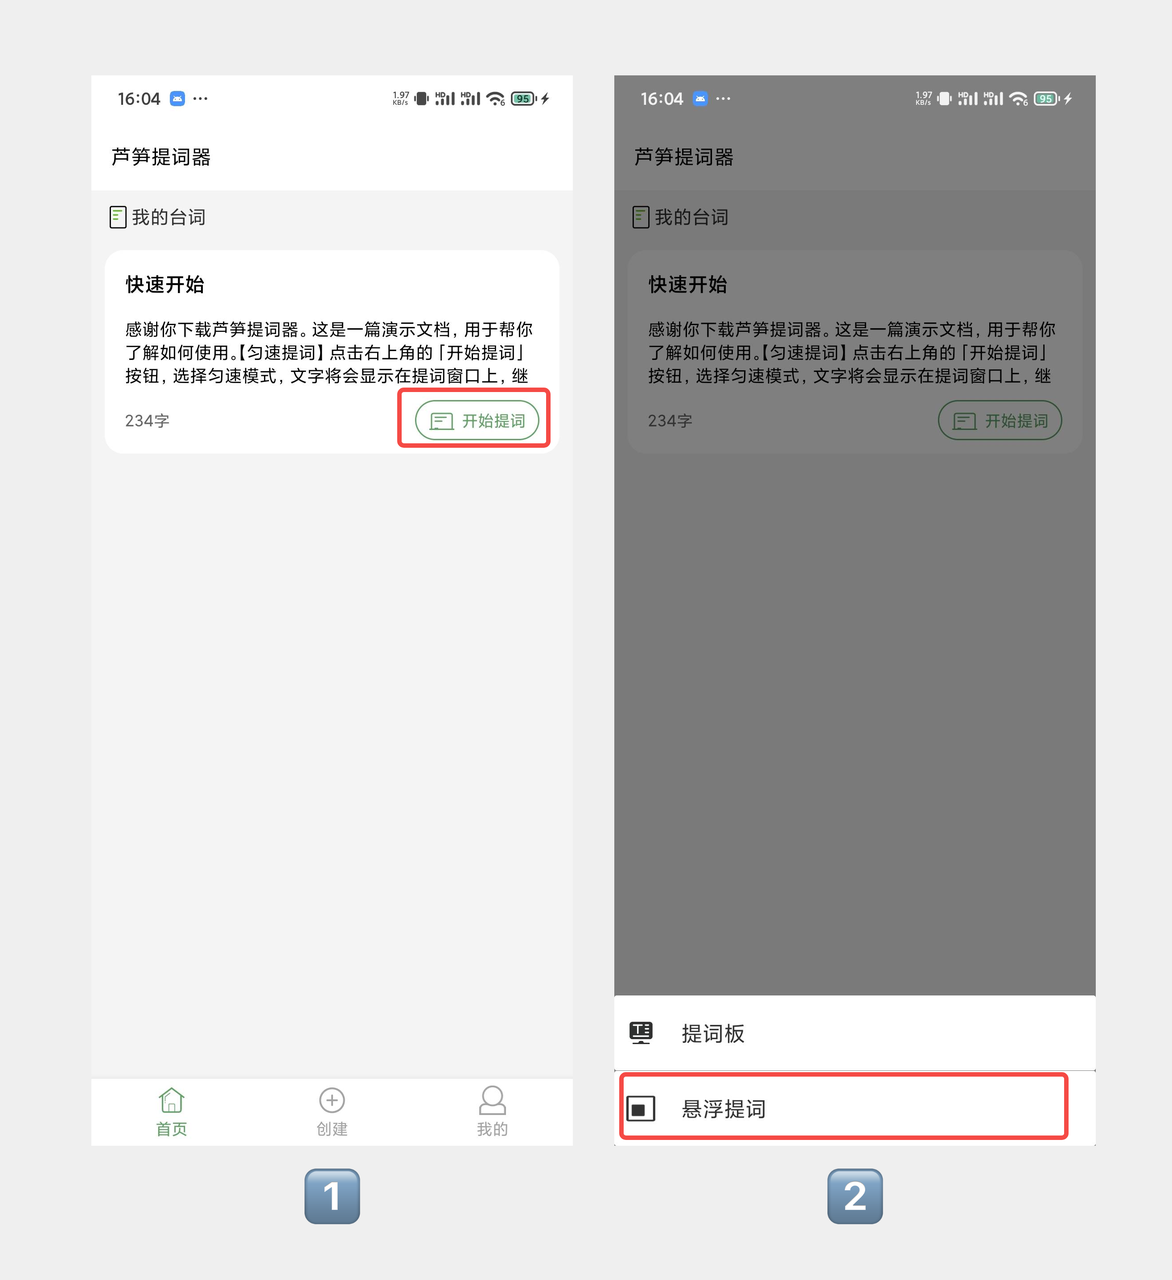 16:04 ···
1.97 KB/s HD HD 6 95
芦笋提词器
我的台词
快速开始
感谢你下载芦笋提词器。这是一篇演示文档，用于帮你
了解如何使用。【匀速提词】点击右上角的「开始提词」
按钮，选择匀速模式，文字将会显示在提词窗口上，继
234字
开始提词
首页
创建
我的
1
16:04 ···
1.97 KB/s HD HD 6 95
芦笋提词器
我的台词
快速开始
感谢你下载芦笋提词器。这是一篇演示文档，用于帮你
了解如何使用。【匀速提词】点击右上角的「开始提词」
按钮，选择匀速模式，文字将会显示在提词窗口上，继
234字
开始提词
提词板
悬浮提词
2